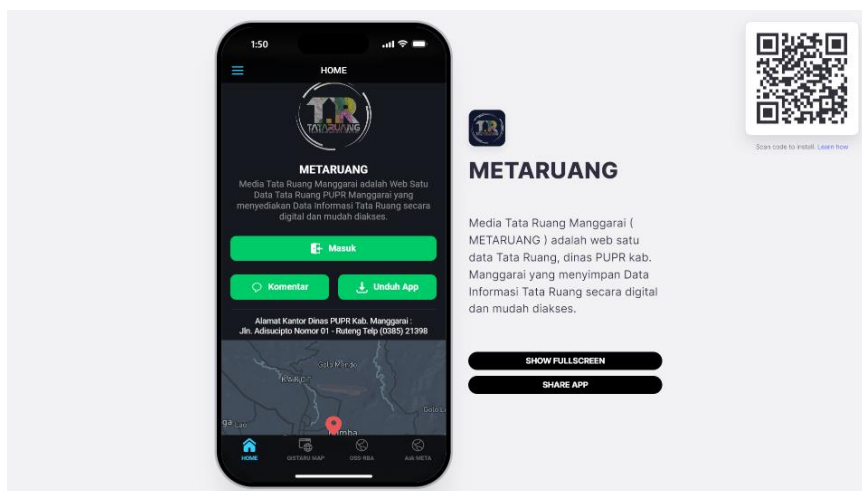 1:50
HOME
T.R
TATARUANG
METARUANG
Media Tata Ruang Manggarai adalah Web Satu
Data Tata Ruang PUPR Manggarai yang
menyediakan Data Informasi Tata Ruang secara
digital dan mudah diakses.
Masuk
Komentar
Unduh App
Alamat Kantor Dinas PUPR Kab. Manggarai :
Jln. Adisucipto Nomor 01 - Ruteng Telp (0385) 21398
Golo Mondo
HOME
GISTARU MAP
OSS RBA
Ask META
T.R
METARUANG
Media Tata Ruang Manggarai (
METARUANG ) adalah web satu
data Tata Ruang, dinas PUPR kab.
Manggarai yang menyimpan Data
Informasi Tata Ruang secara digital
dan mudah diakses.
SHOW FULLSCREEN
SHARE APP
Scan code to install. Learn how